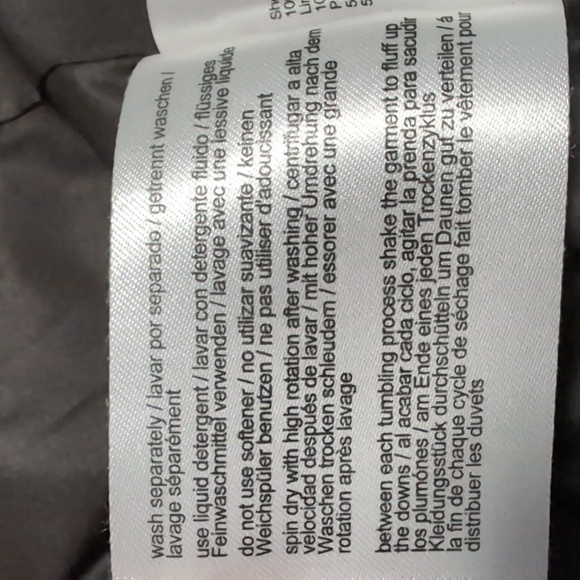 wash separately / lavar por separado / getrennt waschen /
lavage séparément
use liquid detergent / lavar con detergente fluido / flüssiges
Feinwaschmittel verwenden / lavage avec une lessive liquide
do not use softener / no utilizar suavizante / keinen
Weichspüler benutzen / ne pas utiliser d'adoucissant
spin dry with high rotation after washing / centrifugar a alta
velocidad después de lavar / mit hoher Umdrehung nach dem
Waschen trocken schleudern / essorer avec une grande
rotation après lavage
between each tumbling process shake the garment to fluff up
the downs / al acabar cada ciclo, agitar la prenda para sacudir
los plumónes / am Ende eines jeden Trockenzyklus
Kleidungsstück durchschütteln um Daunen gut zu verteilen / à
la fin de chaque cycle de séchage fait tomber le vêtement pour
distribuer les duvets